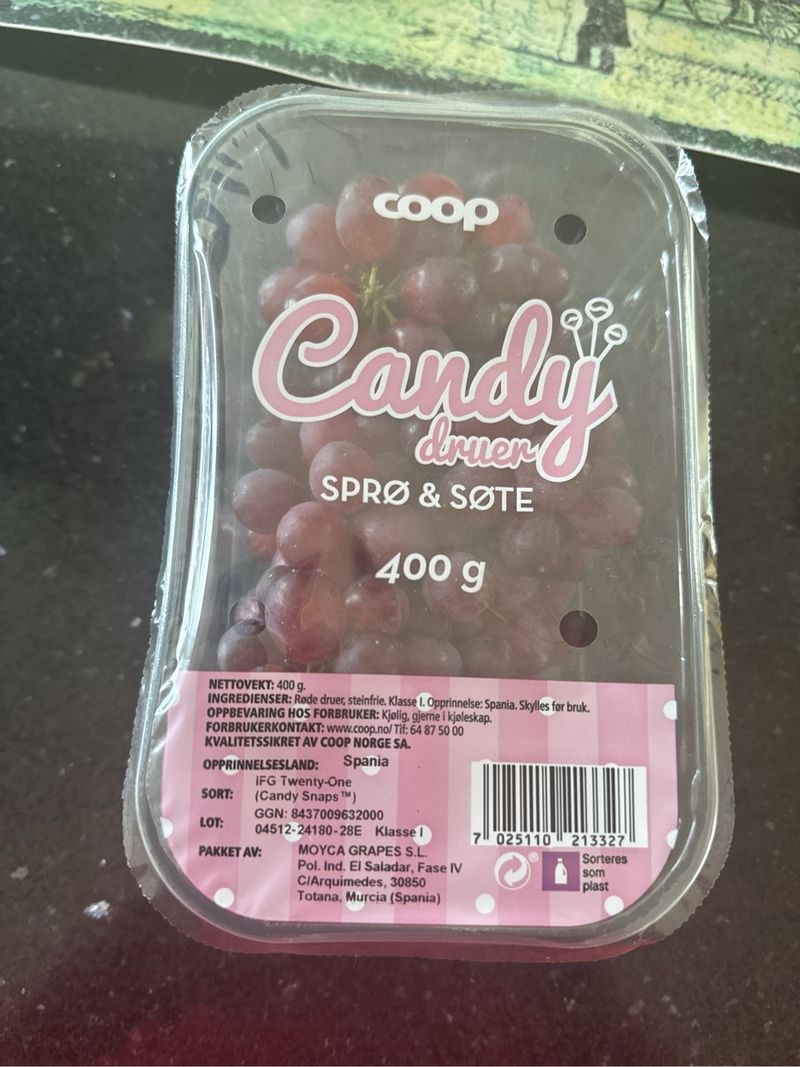 coop
Candy
druer
SPRØ & SØTE
400 g
NETTOVEKT: 400 g.
INGREDIENSER: Røde druer, steinfrie. Klasse I. Opprinnelse: Spania. Skylles før bruk.
OPPBEVARING HOS FORBRUKER: Kjølig, gjerne i kjøleskap.
FORBRUKERKONTAKT: www.coop.no/ Tlf: 64 87 50 00
KVALITETSSIKRET AV COOP NORGE SA.
OPPRINNELSESLAND: Spania
SORT: iFG Twenty-One
(Candy Snaps™)
LOT: GGN: 8437009632000
04512-24180-28E Klasse I
PAKKET AV: MOYCA GRAPES S.L.
Pol. Ind. El Saladar, Fase IV
C/Arquimedes, 30850
Totana, Murcia (Spania)
7 025110 213327
®
Sorteres
som
plast